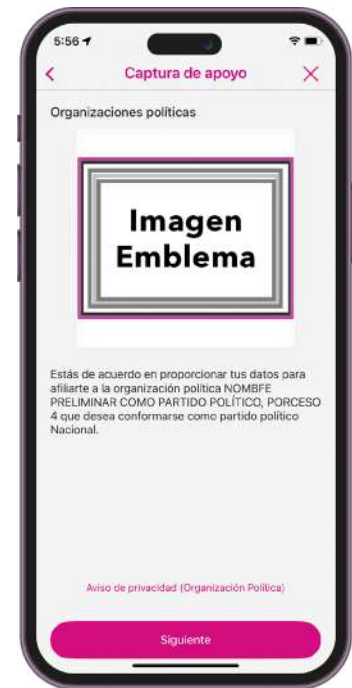 5:56
Captura de apoyo
Organizaciones políticas
Imagen
Emblema
Estás de acuerdo en proporcionar tus datos para
afiliarte a la organización política NOMBFE
PRELIMINAR COMO PARTIDO POLÍTICO, PORCESO
4 que desea conformarse como partido político
Nacional.
Aviso de privacidad (Organización Política)
Siguiente